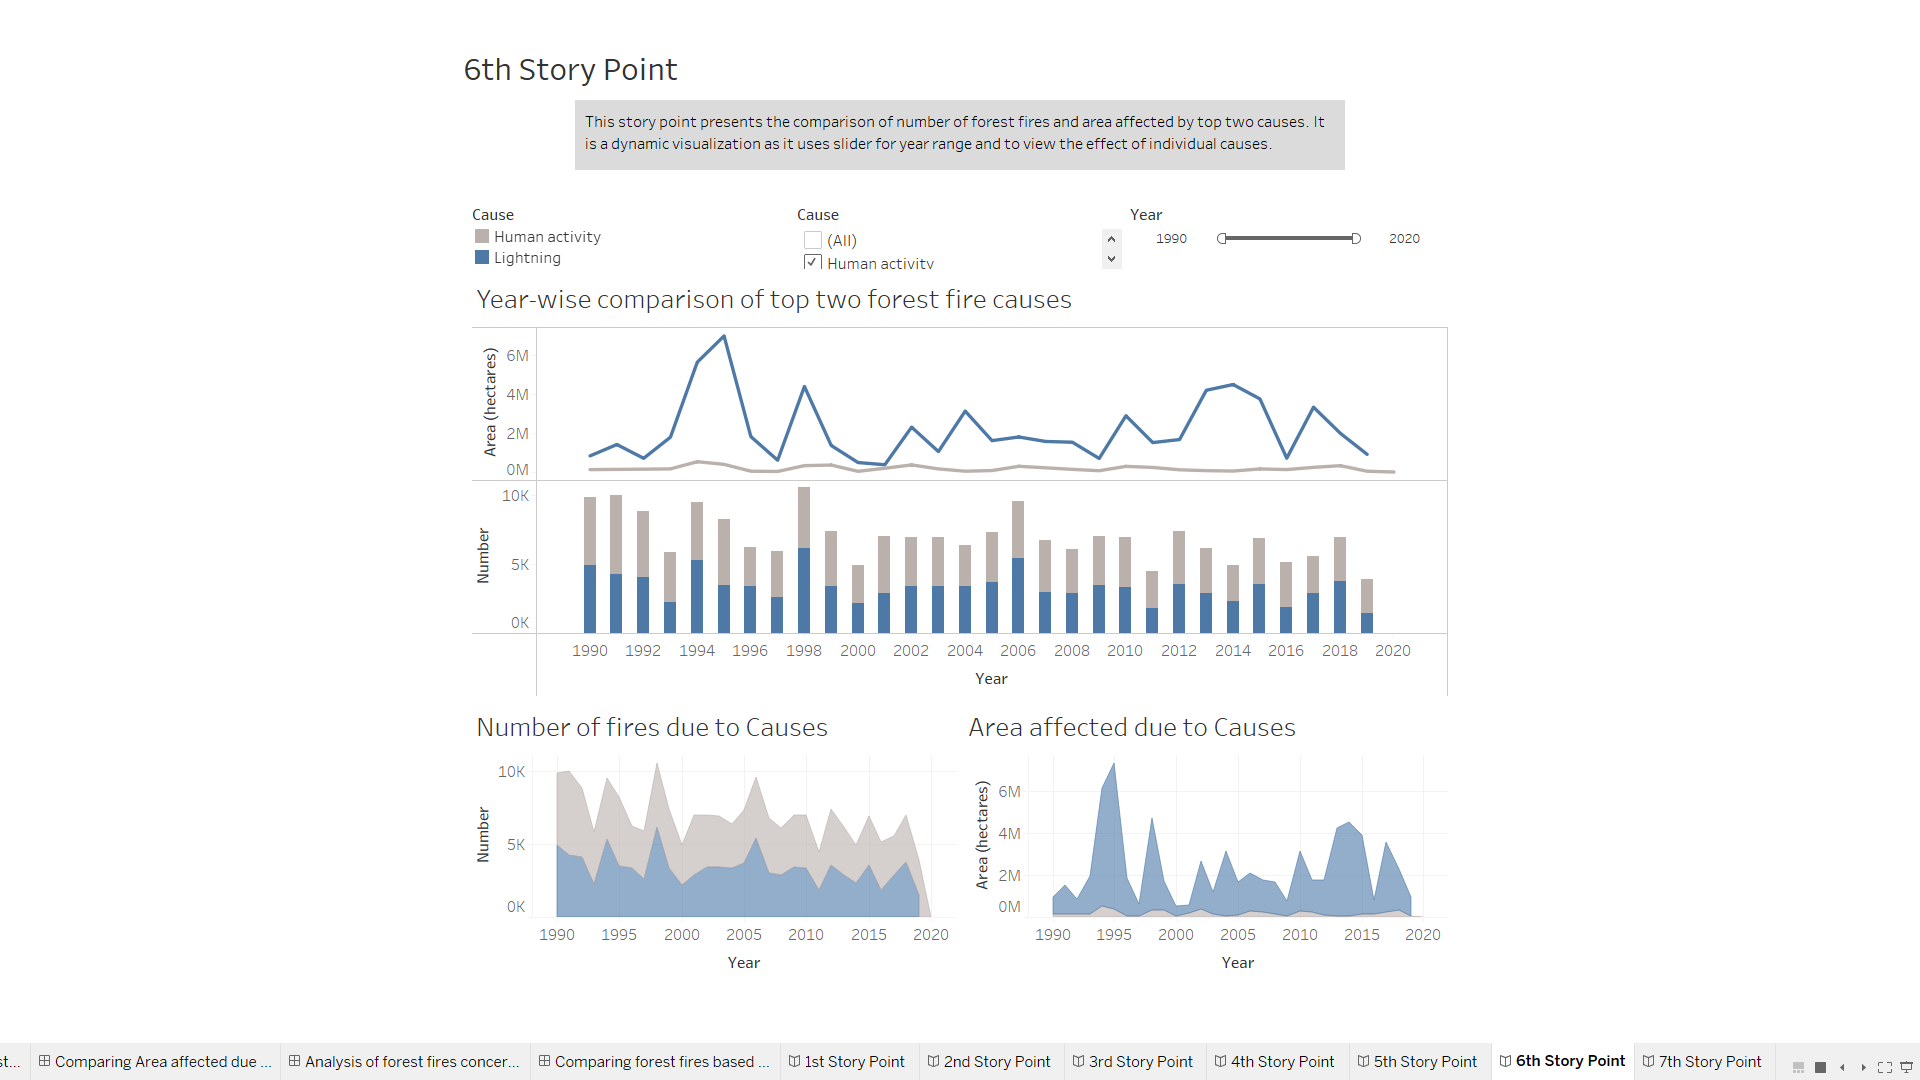 6th Story Point
This story point presents the comparison of number of forest fires and area affected by top two causes. It
is a dynamic visualization as it uses slider for year range and to view the effect of individual causes.
Cause
Human activity
Lightning
Cause
(All)
Human activity
Year
1990
2020
Year-wise comparison of top two forest fire causes
Area (hectares)
6M
4M
2M
0M
Number
10K
5K
0K
1990 1992 1994 1996 1998 2000 2002 2004 2006 2008 2010 2012 2014 2016 2018 2020
Year
Number of fires due to Causes
Number
10K
5K
0K
1990 1995 2000 2005 2010 2015 2020
Year
Area affected due to Causes
Area (hectares)
6M
4M
2M
0M
1990 1995 2000 2005 2010 2015 2020
Year
st... Comparing Area affected due ... Analysis of forest fires concer... Comparing forest fires based ... 1st Story Point 2nd Story Point 3rd Story Point 4th Story Point 5th Story Point 6th Story Point 7th Story Point